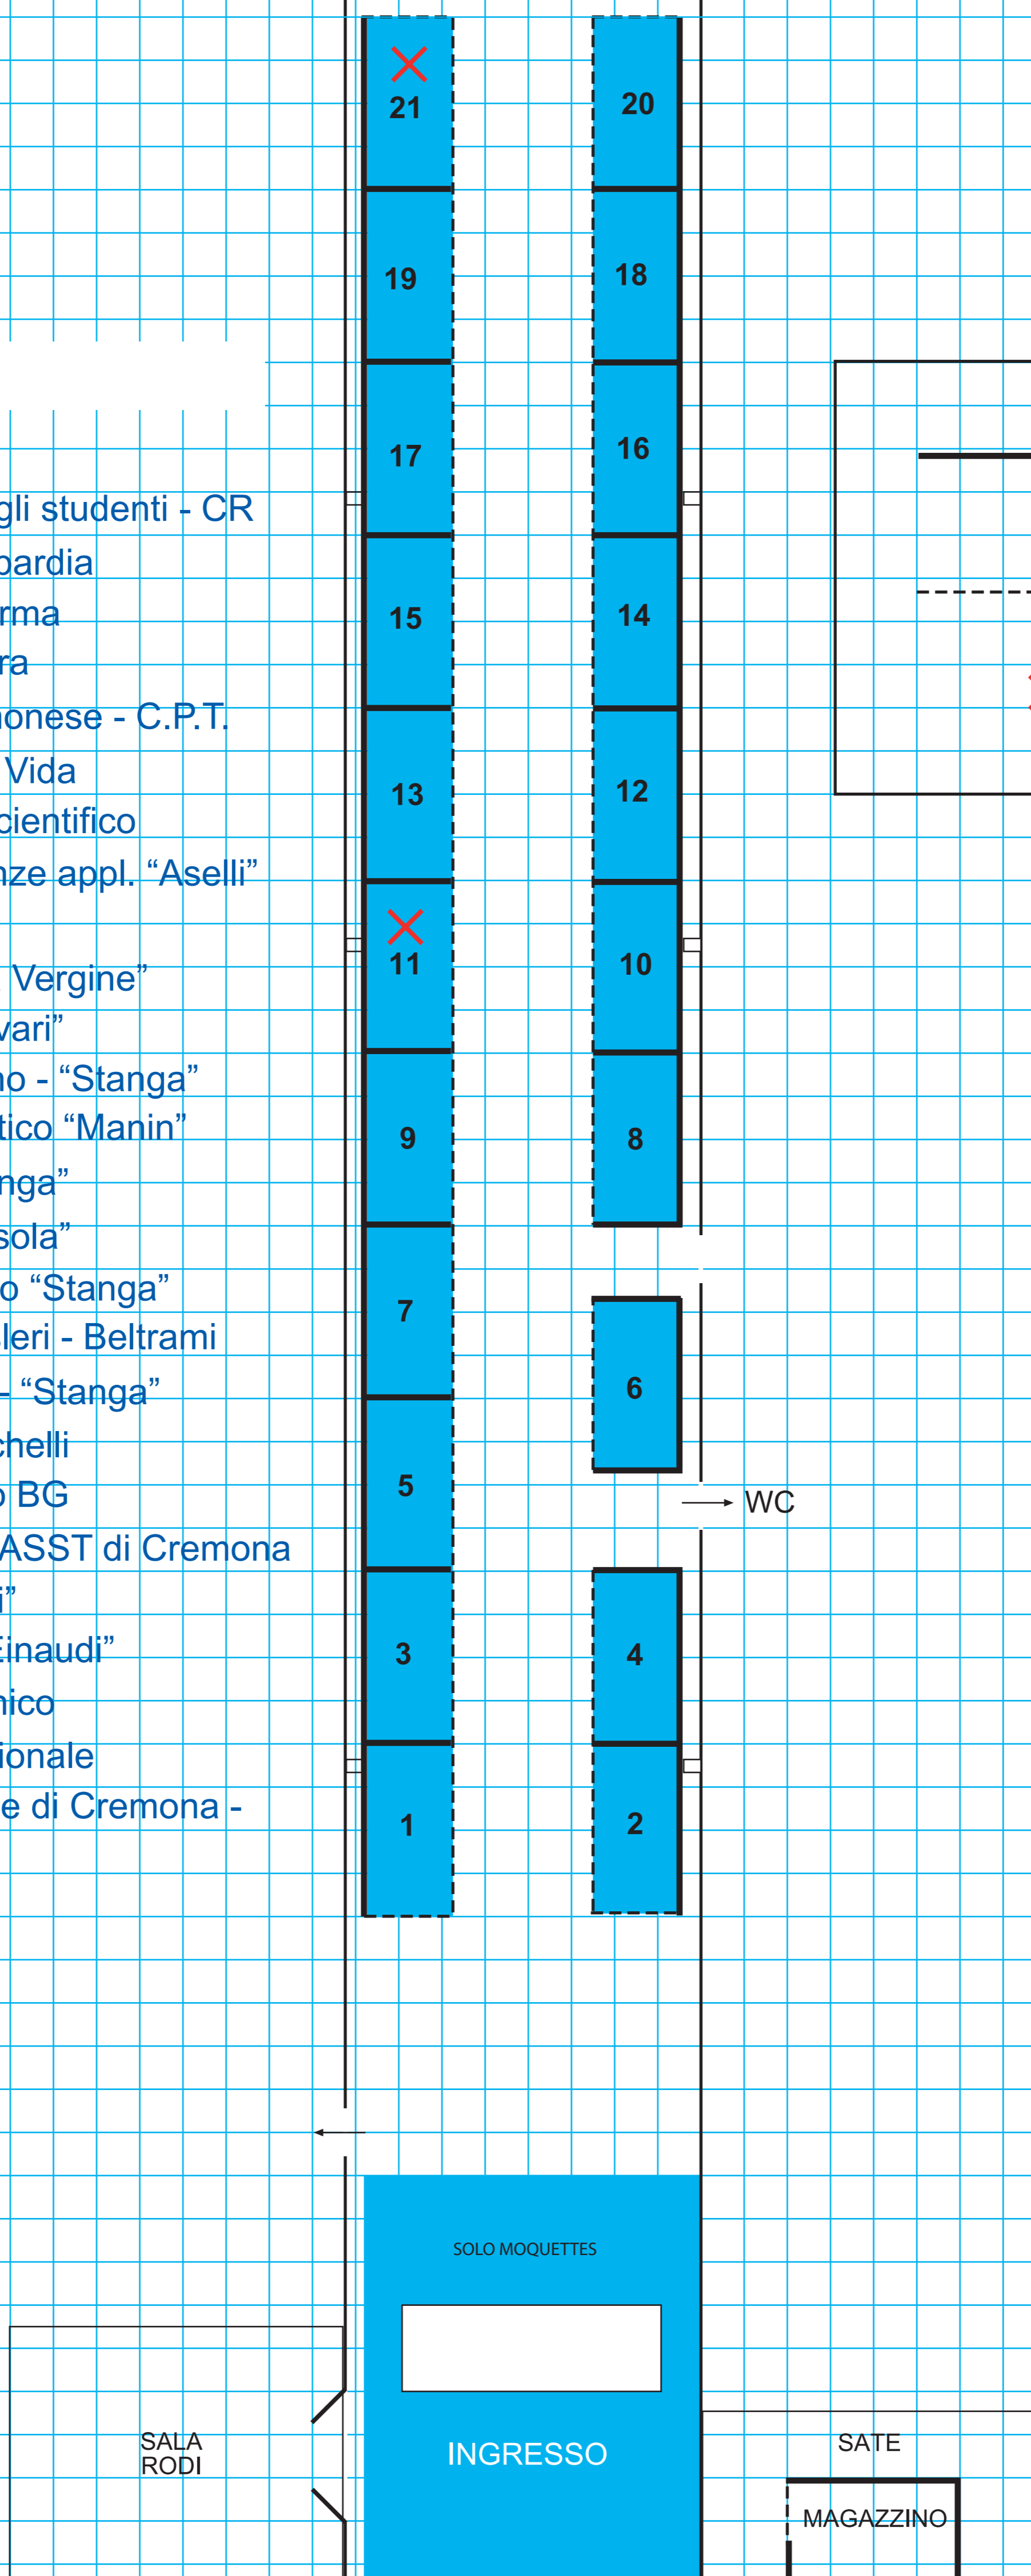 21
20
19
18
17
16
gli studenti - CR
bardia
rma
15
14
ra
onese - C.P.T.
Vida
13
12
cientifico
nze appl. “Aselli”
11
10
Vergine”
vari”
no - “Stanga”
tico “Manin”
9
8
nga”
sola”
o “Stanga”
7
leri - Beltrami
6
- “Stanga”
chelli
5
o BG
WC
ASST di Cremona
i”
Einaudi”
3
4
nico
ionale
e di Cremona -
1
2
SOLO MOQUETTES
SALA
RODI
INGRESSO
SATE
MAGAZZINO